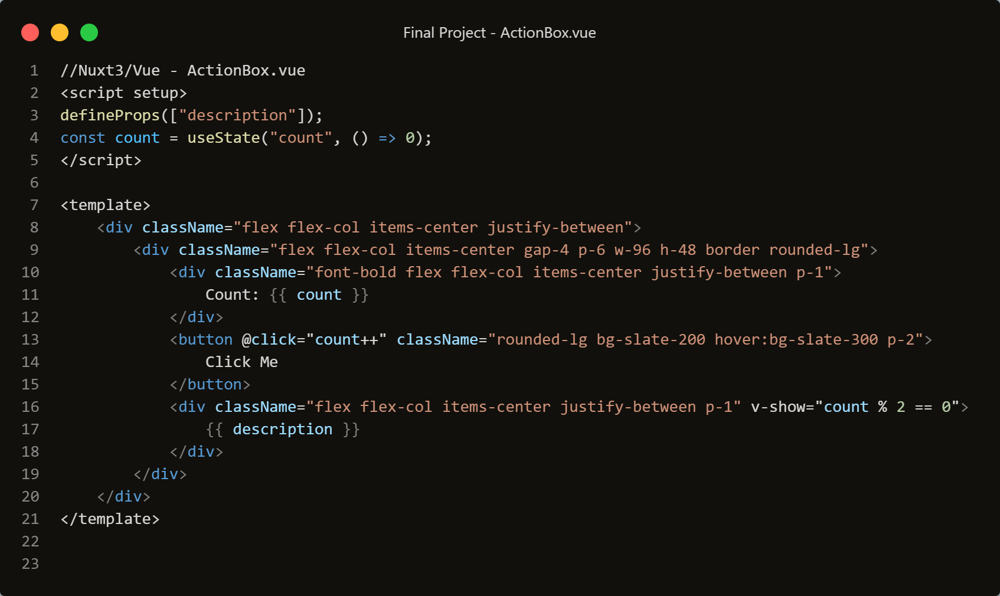 Final Project - ActionBox.vue
1 //Nuxt3/Vue - ActionBox.vue
2 <script setup>
3 defineProps(["description"]);
4 const count = useState("count", () => 0);
5 </script>
6
7 <template>
8     <div className="flex flex-col items-center justify-between">
9         <div className="flex flex-col items-center gap-4 p-6 w-96 h-48 border rounded-lg">
10             <div className="font-bold flex flex-col items-center justify-between p-1">
11                 Count: {{ count }}
12             </div>
13             <button @click="count++" className="rounded-lg bg-slate-200 hover:bg-slate-300 p-2">
14                 Click Me
15             </button>
16             <div className="flex flex-col items-center justify-between p-1" v-show="count % 2 == 0">
17                 {{ description }}
18             </div>
19         </div>
20     </div>
21 </template>
22
23